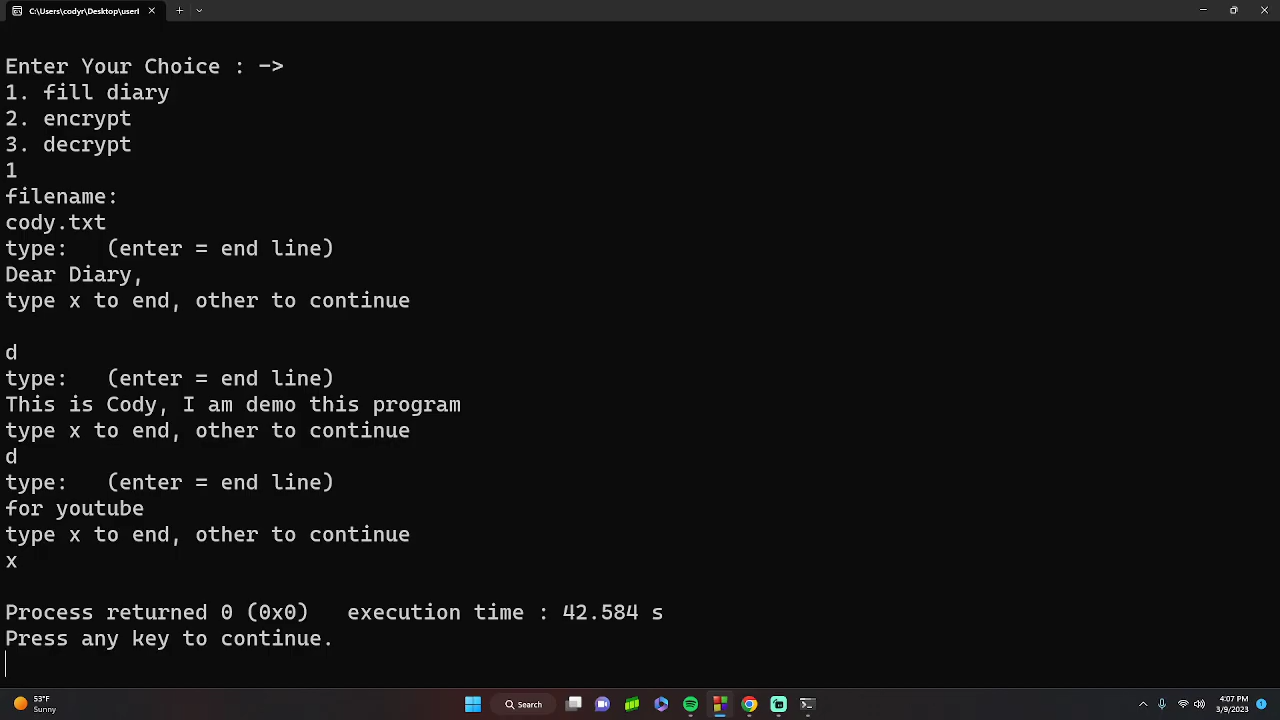 C:\Users\codyr\Desktop\userl
Enter Your Choice : ->
1. fill diary
2. encrypt
3. decrypt
1
filename:
cody.txt
type:   (enter = end line)
Dear Diary,
type x to end, other to continue
d
type:   (enter = end line)
This is Cody, I am demo this program
type x to end, other to continue
d
type:   (enter = end line)
for youtube
type x to end, other to continue
x
Process returned 0 (0x0)   execution time : 42.584 s
Press any key to continue.
53°F
Sunny
Search
4:07 PM
3/9/2023
1